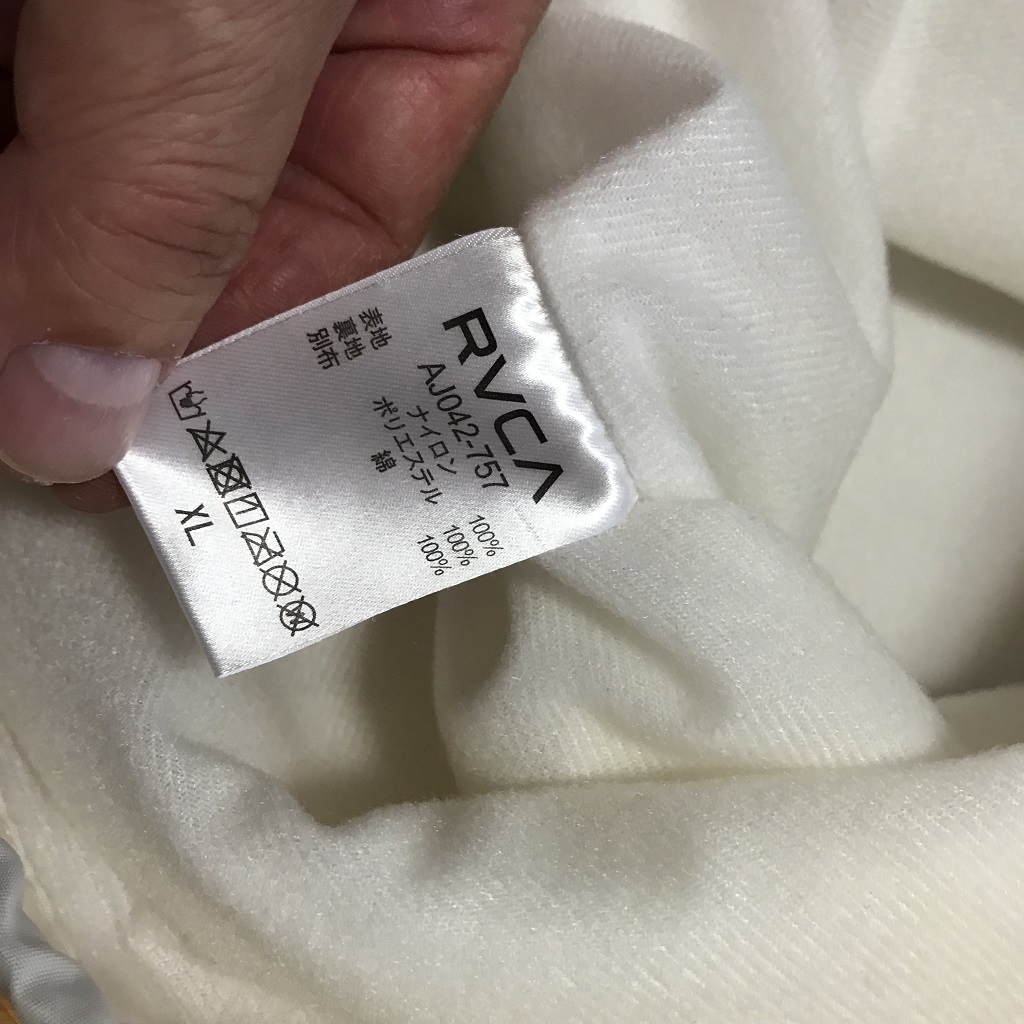 RVCA
AJ042-757
表地 ナイロン 100%
裏地 ポリエステル 100%
別布 綿 100%
XL